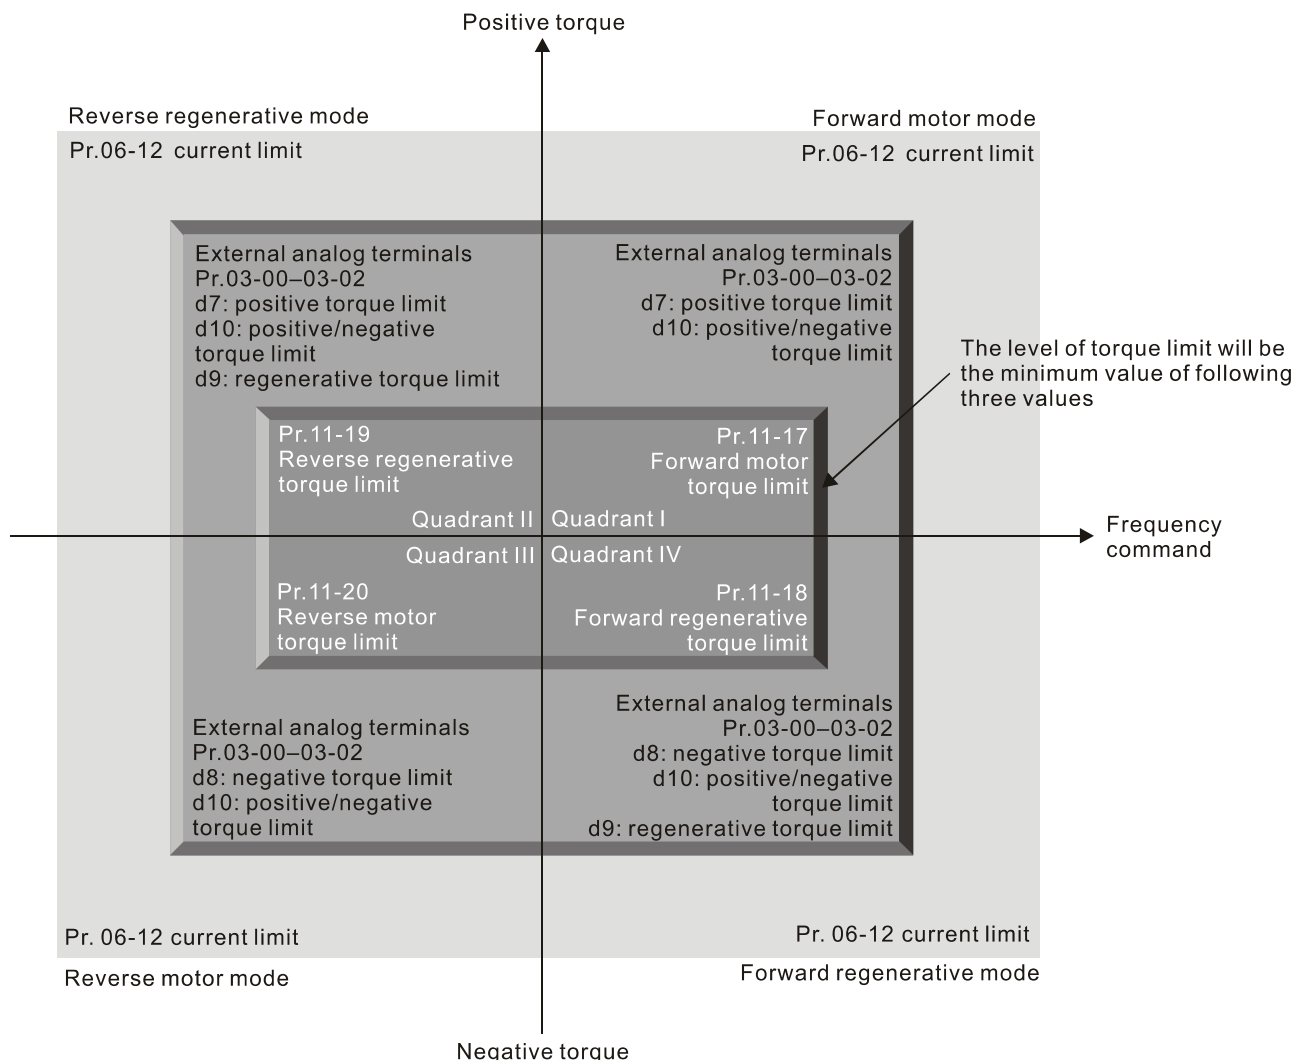 Positive torque
Reverse regenerative mode
Forward motor mode
Pr.06-12 current limit
Pr.06-12 current limit
External analog terminals
Pr.03-00–03-02
d7: positive torque limit
d10: positive/negative
torque limit
d9: regenerative torque limit
External analog terminals
Pr.03-00–03-02
d7: positive torque limit
d10: positive/negative
torque limit
The level of torque limit will be
the minimum value of following
three values
Pr.11-19
Reverse regenerative
torque limit
Pr.11-17
Forward motor
torque limit
Quadrant II
Quadrant I
Frequency
command
Quadrant III
Quadrant IV
Pr.11-20
Reverse motor
torque limit
Pr.11-18
Forward regenerative
torque limit
External analog terminals
Pr.03-00–03-02
d8: negative torque limit
d10: positive/negative
torque limit
External analog terminals
Pr.03-00–03-02
d8: negative torque limit
d10: positive/negative
torque limit
d9: regenerative torque limit
Pr. 06-12 current limit
Pr. 06-12 current limit
Reverse motor mode
Forward regenerative mode
Negative torque